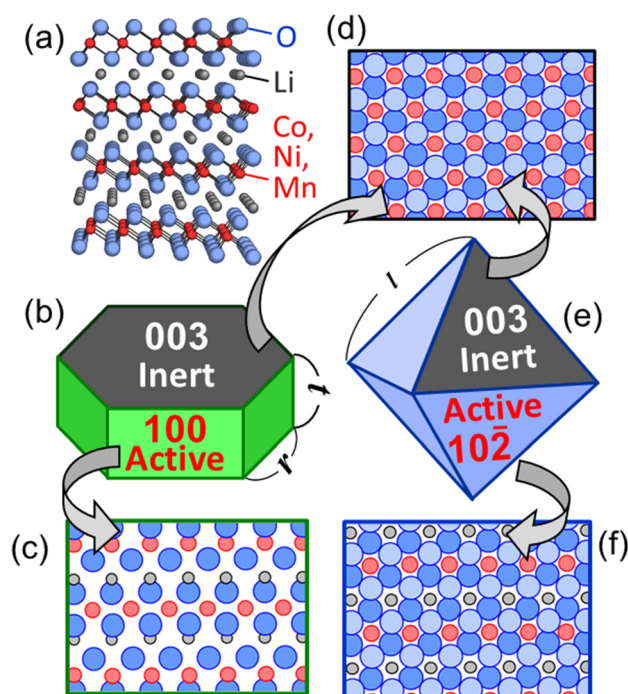 (a)
O
Li
Co,
Ni,
Mn
(d)
(b)
003
Inert
100
Active
t
r
(e)
l
003
Inert
Active
102̄
(c)
(f)